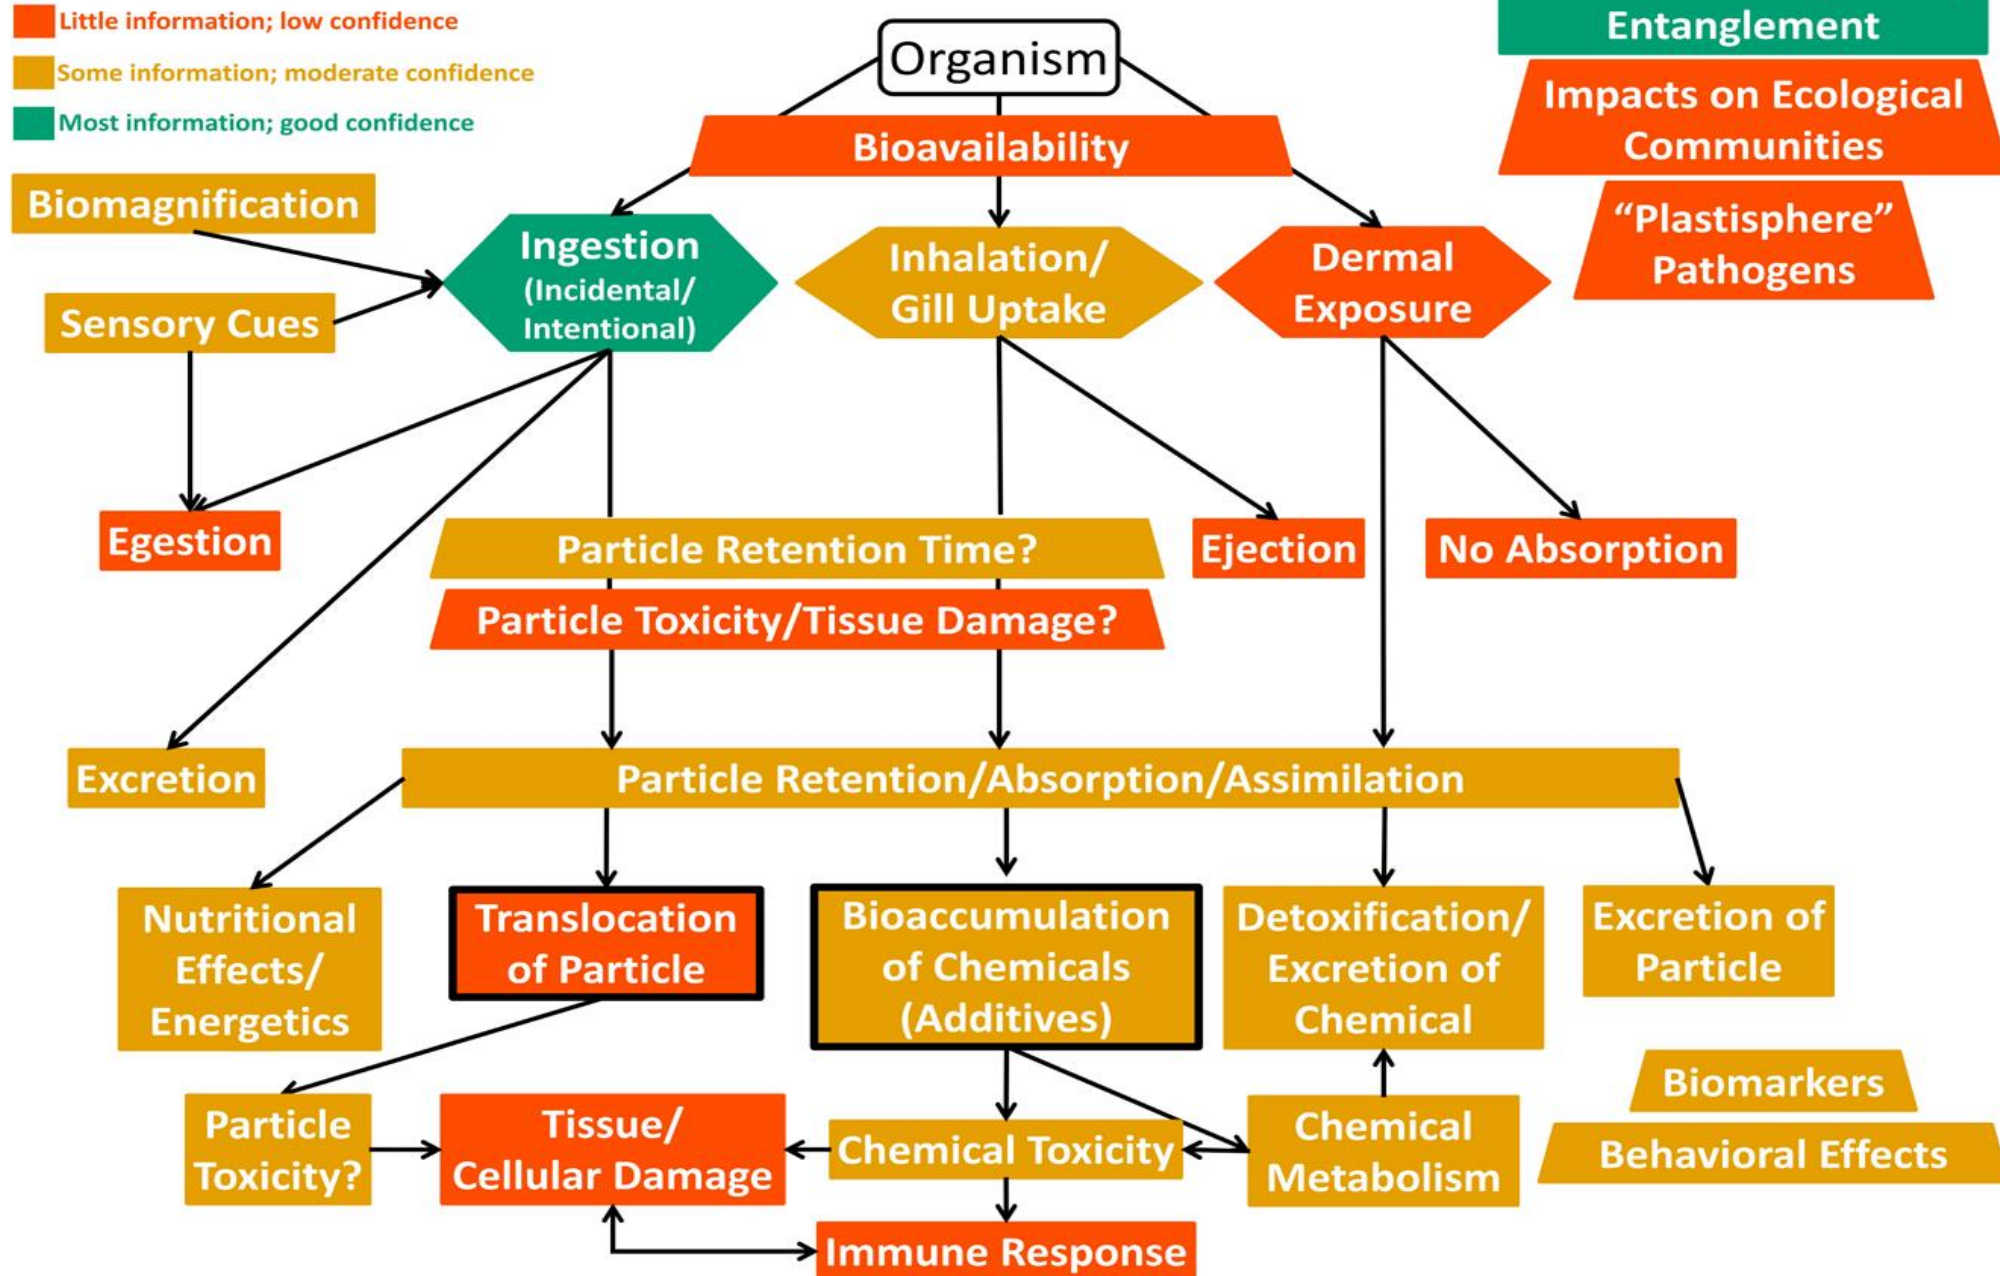 Little information; low confidence
Some information; moderate confidence
Most information; good confidence
Organism
Entanglement
Impacts on Ecological
Communities
“Plastisphere”
Pathogens
Bioavailability
Biomagnification
Sensory Cues
Ingestion
(Incidental/
Intentional)
Inhalation/
Gill Uptake
Dermal
Exposure
Egestion
Particle Retention Time?
Ejection
No Absorption
Particle Toxicity/Tissue Damage?
Excretion
Particle Retention/Absorption/Assimilation
Nutritional
Effects/
Energetics
Translocation
of Particle
Bioaccumulation
of Chemicals
(Additives)
Detoxification/
Excretion of
Chemical
Excretion of
Particle
Biomarkers
Behavioral Effects
Particle
Toxicity?
Tissue/
Cellular Damage
Chemical Toxicity
Chemical
Metabolism
Immune Response